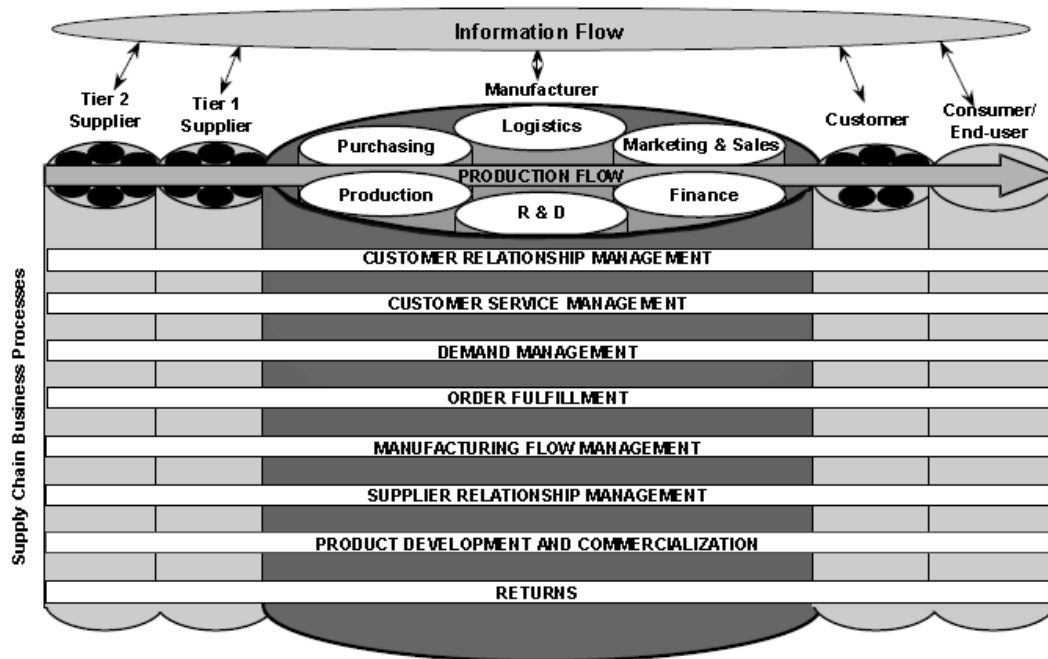 Information Flow
Tier 2
Supplier
Tier 1
Supplier
Manufacturer
Customer
Consumer/
End-user
Purchasing
Logistics
Marketing & Sales
PRODUCTION FLOW
Production
R & D
Finance
Supply Chain Business Processes
CUSTOMER RELATIONSHIP MANAGEMENT
CUSTOMER SERVICE MANAGEMENT
DEMAND MANAGEMENT
ORDER FULFILLMENT
MANUFACTURING FLOW MANAGEMENT
SUPPLIER RELATIONSHIP MANAGEMENT
PRODUCT DEVELOPMENT AND COMMERCIALIZATION
RETURNS